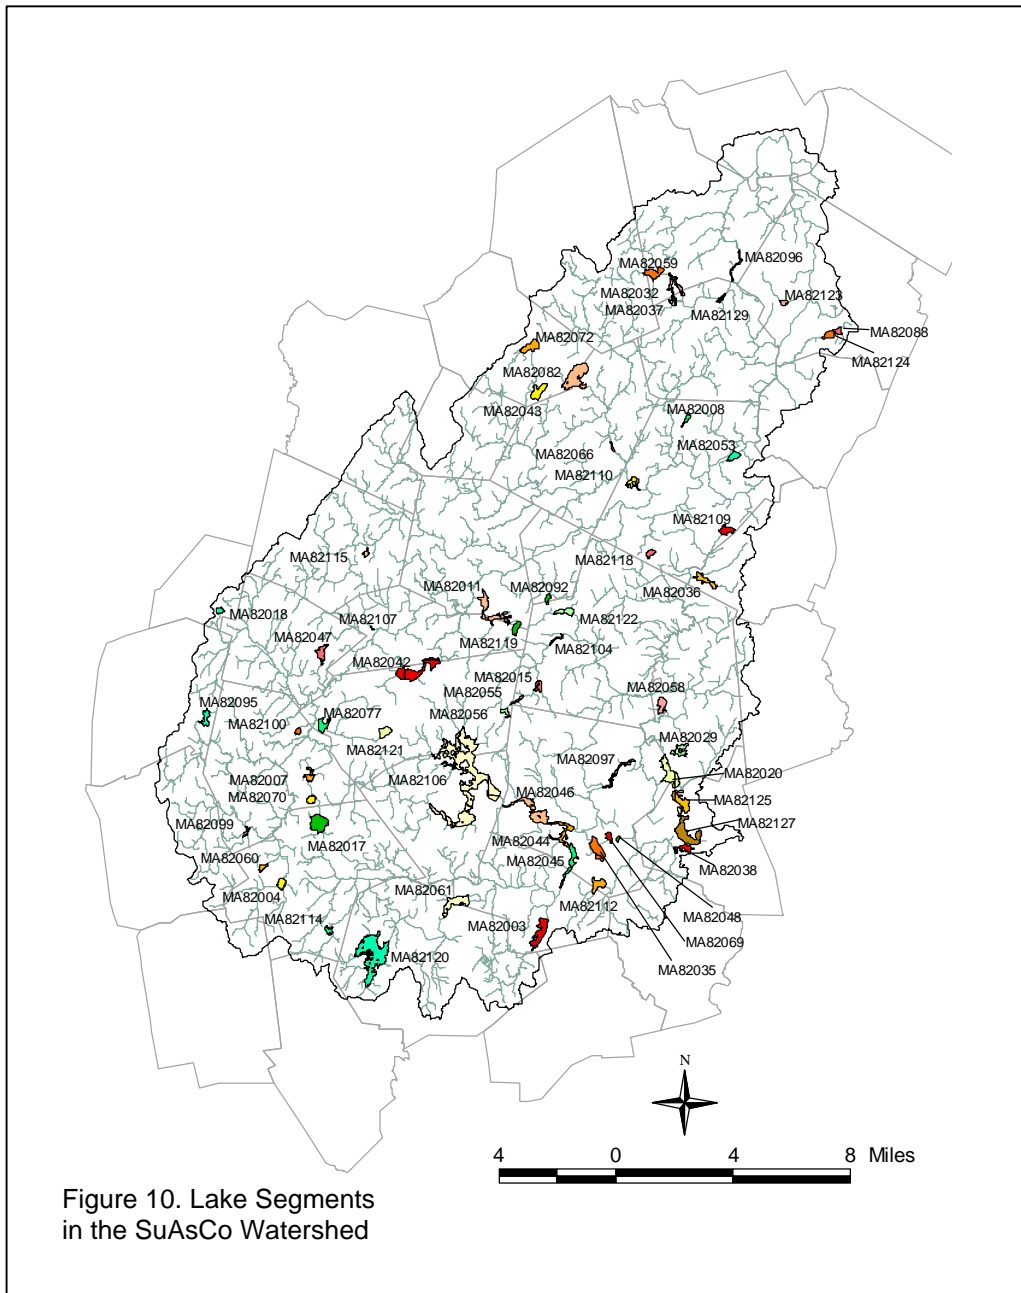 MA82059
MA82096
MA82032
MA82037
MA82123
MA82129
MA82088
MA82072
MA82124
MA82082
MA82043
MA82008
MA82053
MA82066
MA82110
MA82109
MA82115
MA82118
MA82011
MA82092
MA82036
MA82018
MA82107
MA82122
MA82047
MA82119
MA82104
MA82042
MA82015
MA82055
MA82058
MA82095
MA82056
MA82077
MA82100
MA82029
MA82121
MA82097
MA82020
MA82007
MA82106
MA82046
MA82125
MA82070
MA82127
MA82099
MA82017
MA82044
MA82045
MA82060
MA82038
MA82061
MA82004
MA82112
MA82048
MA82114
MA82003
MA82069
MA82120
MA82035
N
4 0 4 8 Miles
Figure 10. Lake Segments
in the SuAsCo Watershed